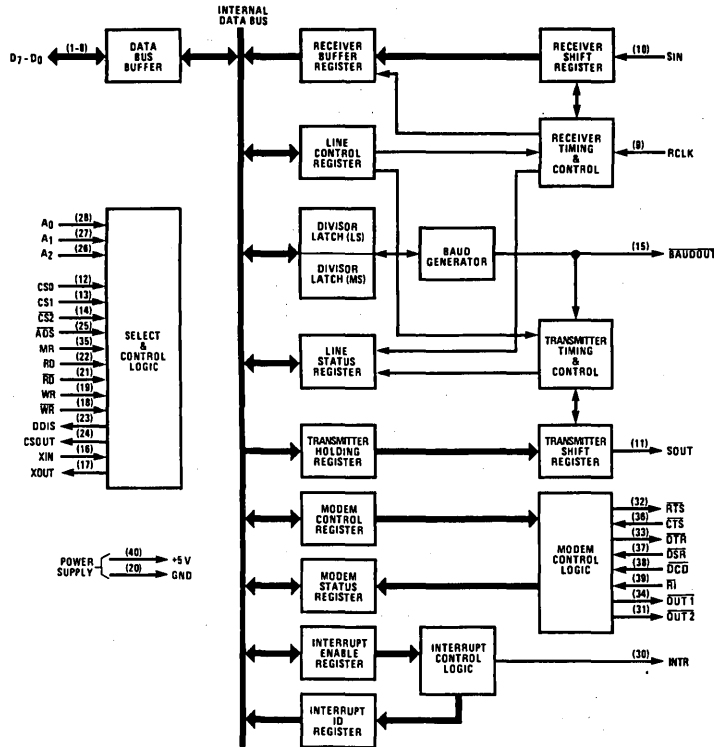 INTERNAL
DATA BUS
D7-D0
(1-8)
DATA
BUS
BUFFER
RECEIVER
BUFFER
REGISTER
RECEIVER
SHIFT
REGISTER
(10)
SIN
LINE
CONTROL
REGISTER
RECEIVER
TIMING
&
CONTROL
(9)
RCLK
DIVISOR
LATCH (LS)
DIVISOR
LATCH (MS)
BAUD
GENERATOR
(15)
BAUDOUT
A0 (28)
A1 (27)
A2 (26)
CS0 (12)
CS1 (13)
CS2 (14)
ADS (25)
MR (35)
RD (22)
RD (21)
WR (19)
WR (18)
DDIS (23)
CSOUT (24)
XIN (16)
XOUT (17)
SELECT
&
CONTROL
LOGIC
LINE
STATUS
REGISTER
TRANSMITTER
TIMING
&
CONTROL
TRANSMITTER
HOLDING
REGISTER
TRANSMITTER
SHIFT
REGISTER
(11)
SOUT
MODEM
CONTROL
REGISTER
MODEM
CONTROL
LOGIC
(32) RTS
(36) CTS
(33) DTR
(37) DSR
(38) DCD
(39) RI
(34) OUT 1
(31) OUT 2
POWER
SUPPLY
(40) +5V
(20) GND
MODEM
STATUS
REGISTER
INTERRUPT
ENABLE
REGISTER
INTERRUPT
CONTROL
LOGIC
(30)
INTR
INTERRUPT
ID
REGISTER